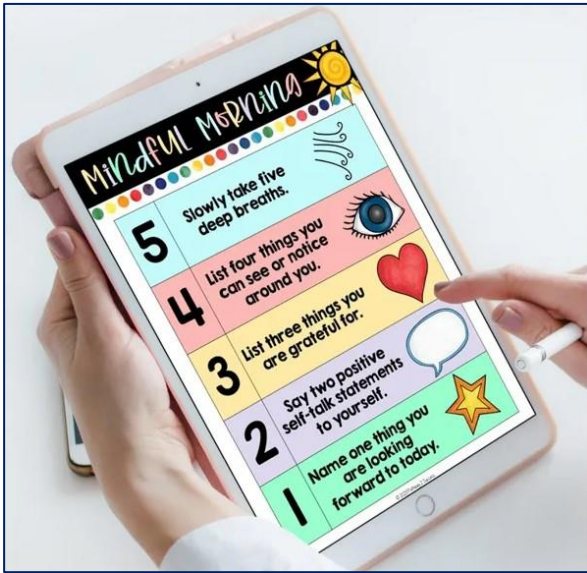 Mindful Morning
5
Slowly take five
deep breaths.
4
List four things you
can see or notice
around you.
3
List three things you
are grateful for.
2
Say two positive
self-talk statements
to yourself.
1
Name one thing you
are looking
forward to today.